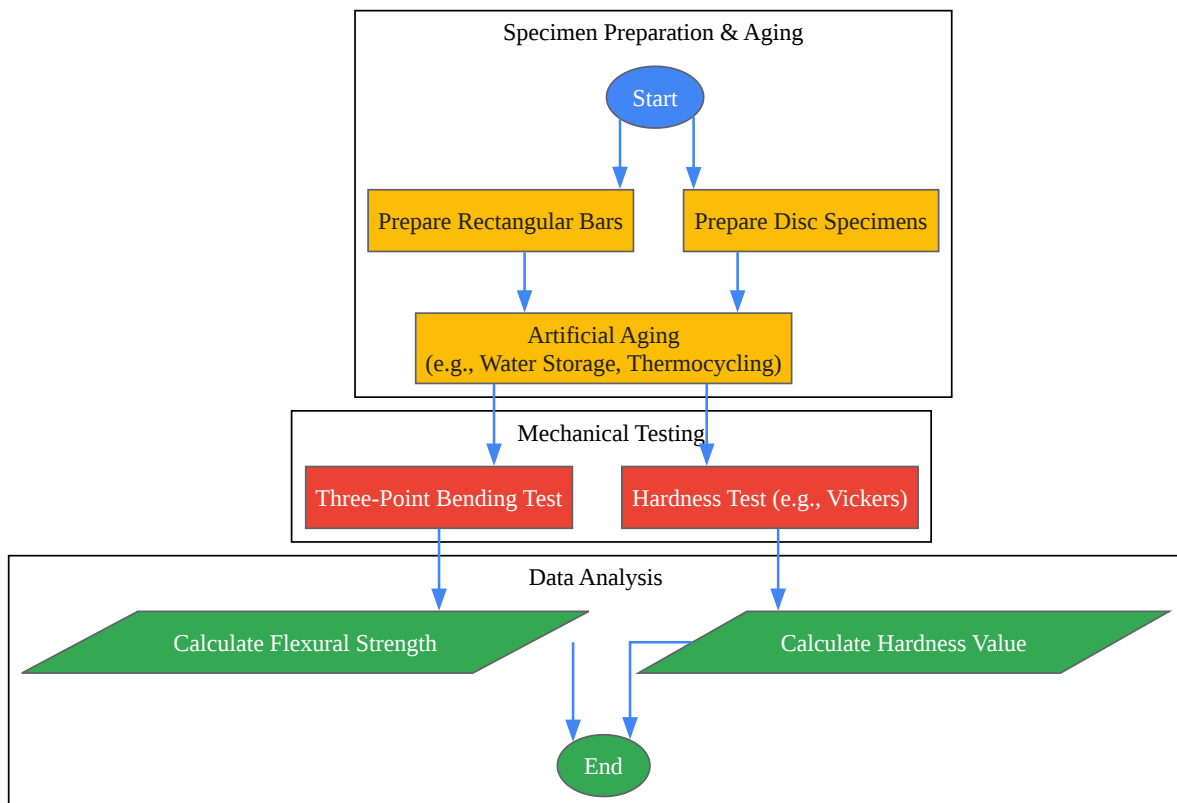 Specimen Preparation & Aging
Start
Prepare Rectangular Bars
Prepare Disc Specimens
Artificial Aging
(e.g., Water Storage, Thermocycling)
Mechanical Testing
Three-Point Bending Test
Hardness Test (e.g., Vickers)
Data Analysis
Calculate Flexural Strength
Calculate Hardness Value
End